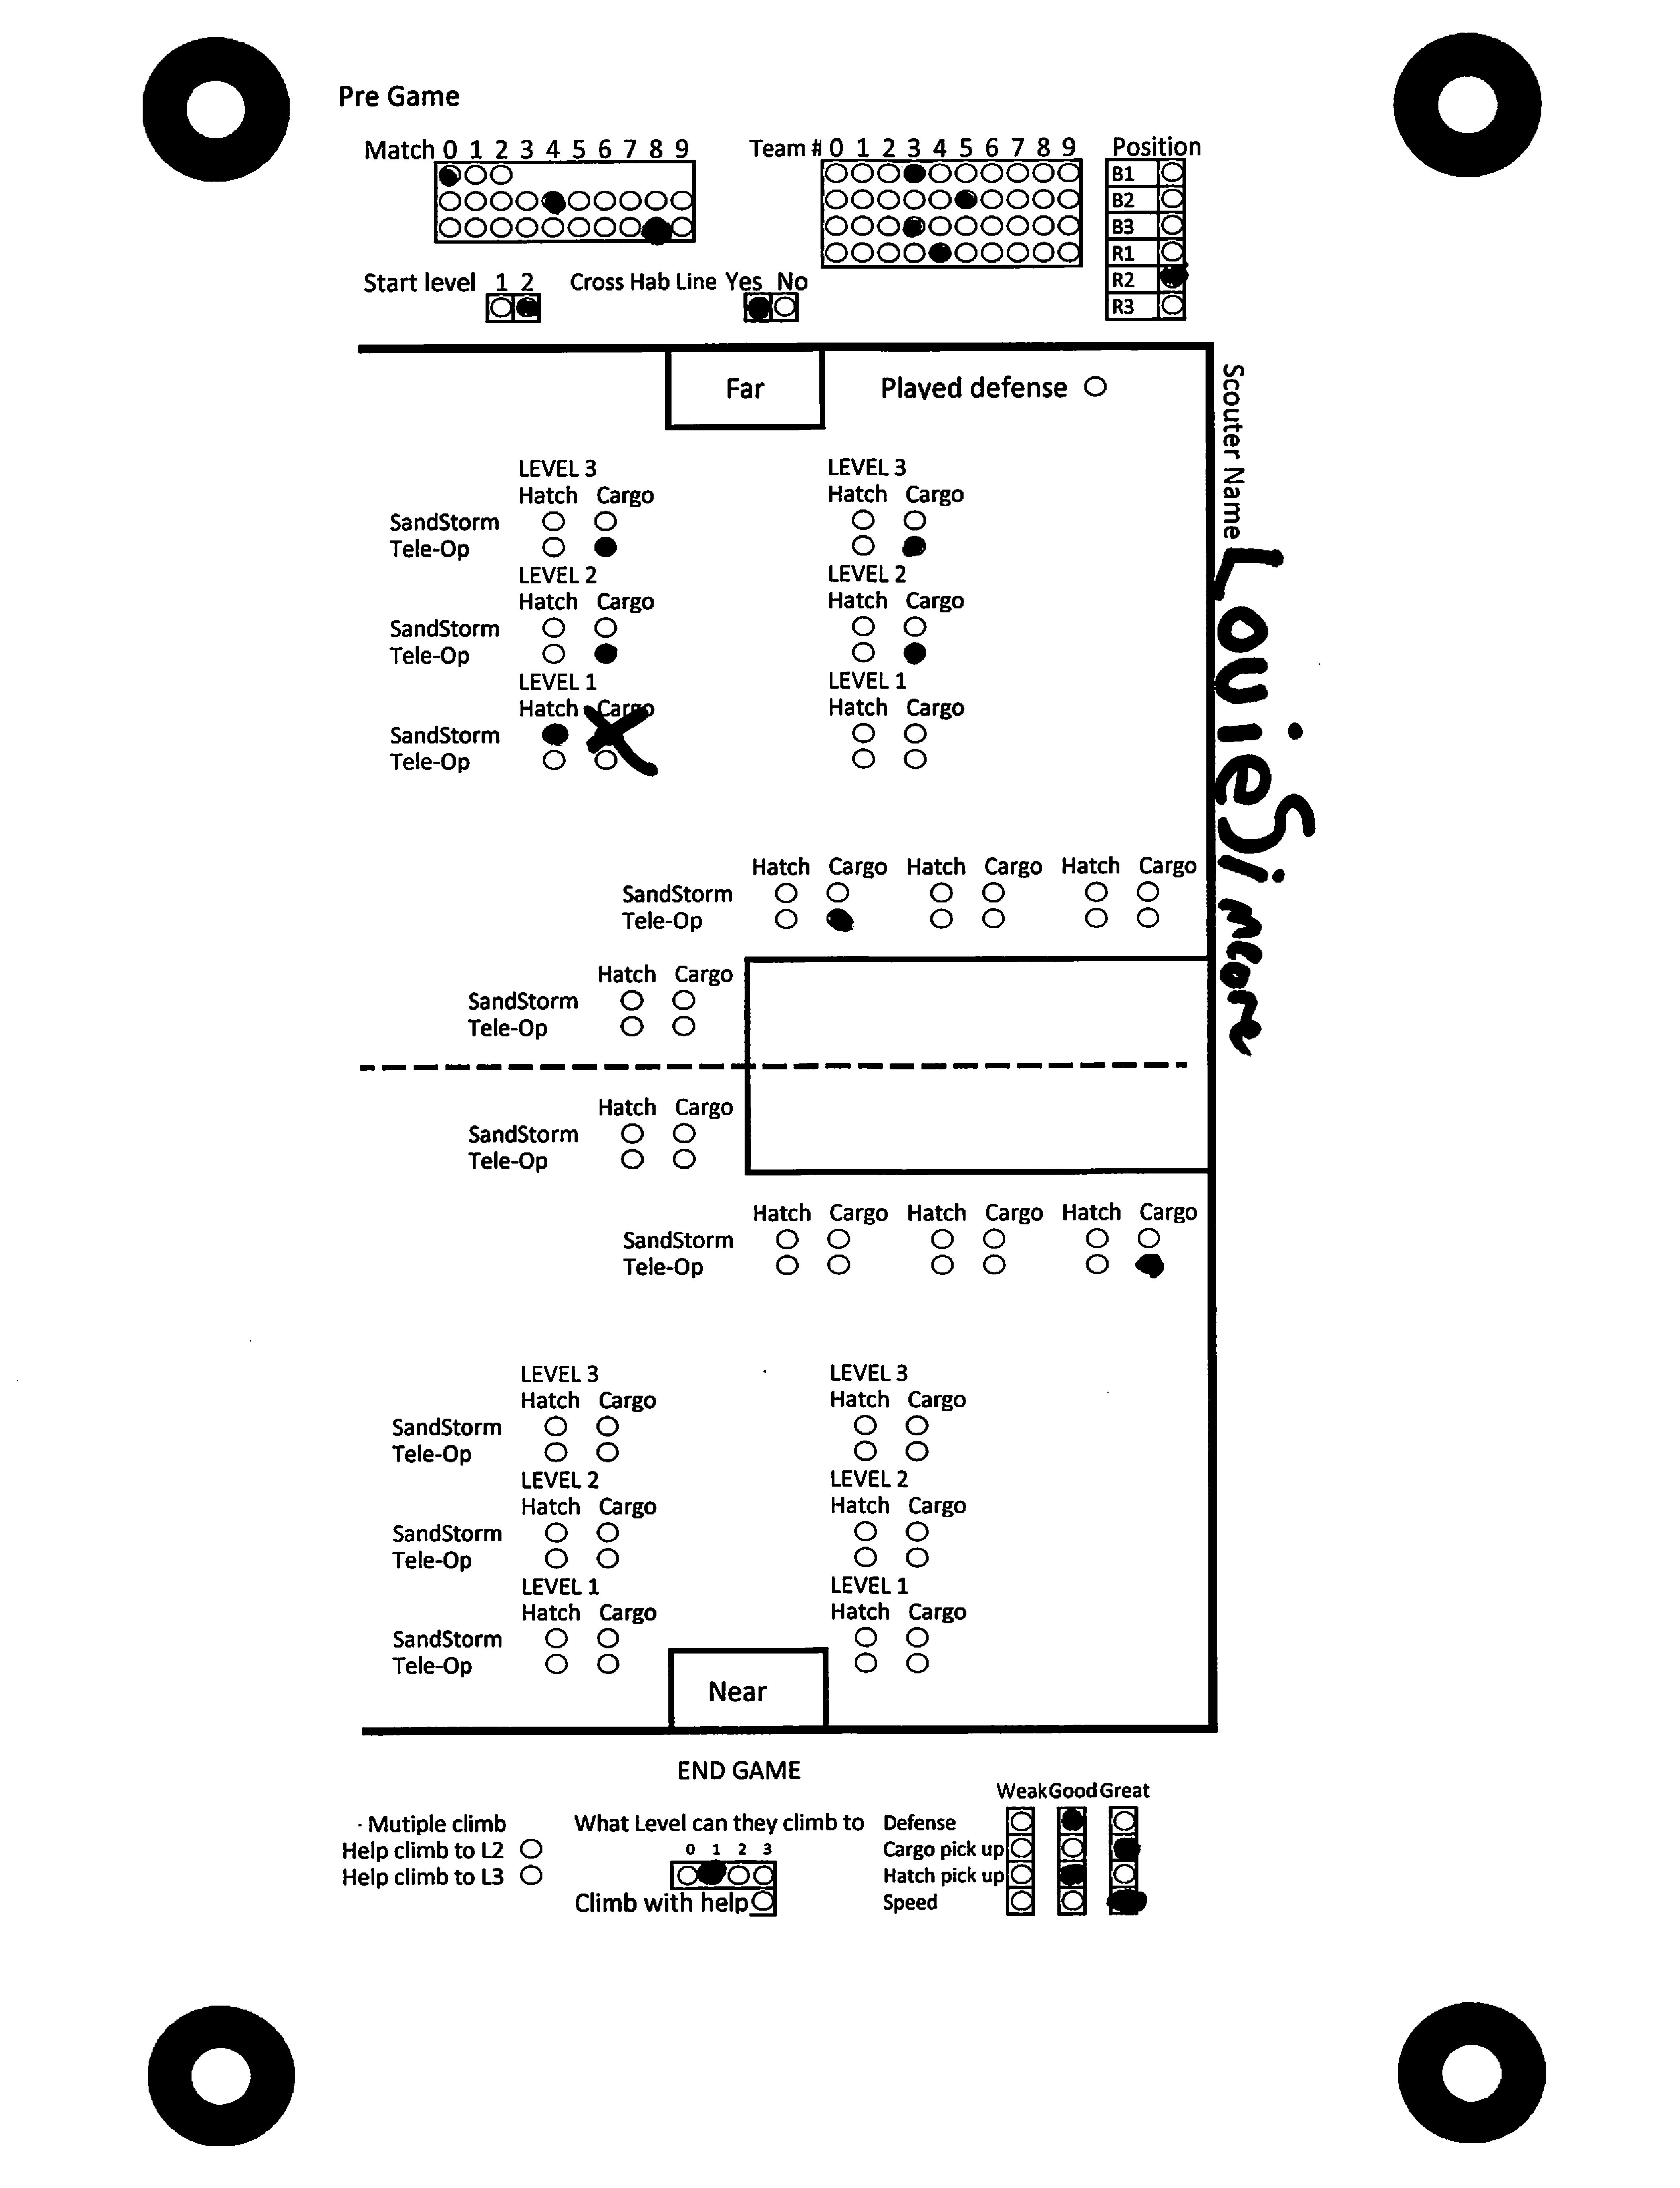 Pre Game
Match 0 1 2 3 4 5 6 7 8 9
Team # 0 1 2 3 4 5 6 7 8 9
Position
B1
B2
B3
R1
R2
R3
Start level 1 2
Cross Hab Line Yes No
Far
Played defense
Scouter Name
Louie Simeone
LEVEL 3 LEVEL 3
Hatch Cargo Hatch Cargo
SandStorm
Tele-Op
LEVEL 2 LEVEL 2
Hatch Cargo Hatch Cargo
SandStorm
Tele-Op
LEVEL 1 LEVEL 1
Hatch Cargo Hatch Cargo
SandStorm
Tele-Op
Hatch Cargo Hatch Cargo Hatch Cargo
SandStorm
Tele-Op
Hatch Cargo
SandStorm
Tele-Op
Hatch Cargo
SandStorm
Tele-Op
Hatch Cargo Hatch Cargo Hatch Cargo
SandStorm
Tele-Op
LEVEL 3 LEVEL 3
Hatch Cargo Hatch Cargo
SandStorm
Tele-Op
LEVEL 2 LEVEL 2
Hatch Cargo Hatch Cargo
SandStorm
Tele-Op
LEVEL 1 LEVEL 1
Hatch Cargo Hatch Cargo
SandStorm
Tele-Op
Near
END GAME
Mutiple climb
Help climb to L2
Help climb to L3
What Level can they climb to
0 1 2 3
Climb with help
Weak Good Great
Defense
Cargo pick up
Hatch pick up
Speed